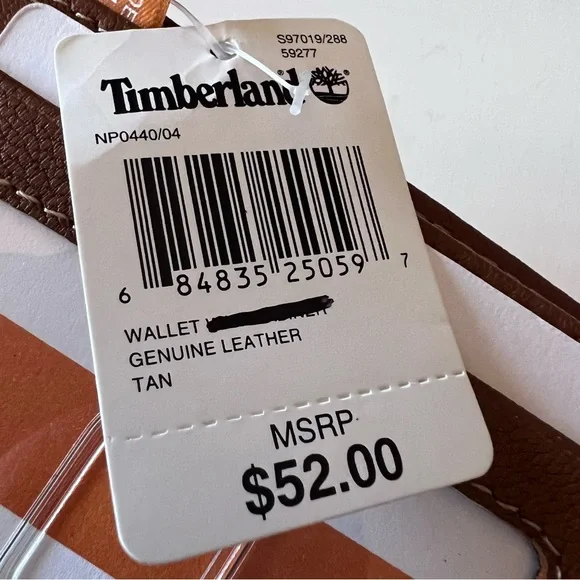 S97019/288
59277
Timberland
NP0440/04
6 84835 25059 7
WALLET
GENUINE LEATHER
TAN
MSRP
$52.00